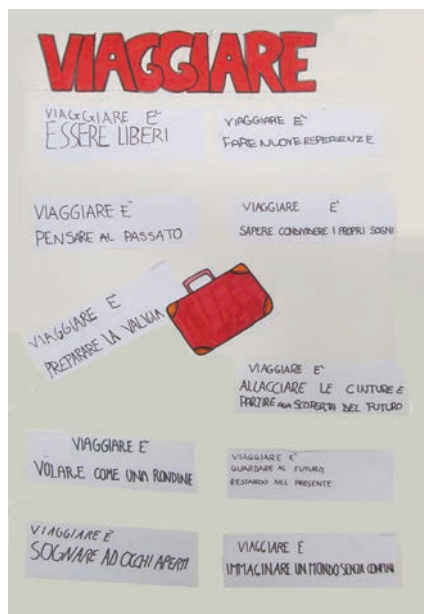 VIAGGIARE
VIAGGIARE È
ESSERE LIBERI
VIAGGIARE È
FARE NUOVE ESPERIENZE
VIAGGIARE È
PENSARE AL PASSATO
VIAGGIARE È
SAPERE CONDIVIDERE I PROPRI SOGNI
VIAGGIARE È
PREPARARE LA VALIGIA
VIAGGIARE È
ALLACCIARE LE CINTURE E
PARTIRE ALLA SCOPERTA DEL FUTURO
VIAGGIARE È
VOLARE COME UNA RONDINE
VIAGGIARE È
GUARDARE AL FUTURO
RESTANDO NEL PRESENTE
VIAGGIARE È
SOGNARE AD OCCHI APERTI
VIAGGIARE È
IMMAGINARE UN MONDO SENZA CONFINI